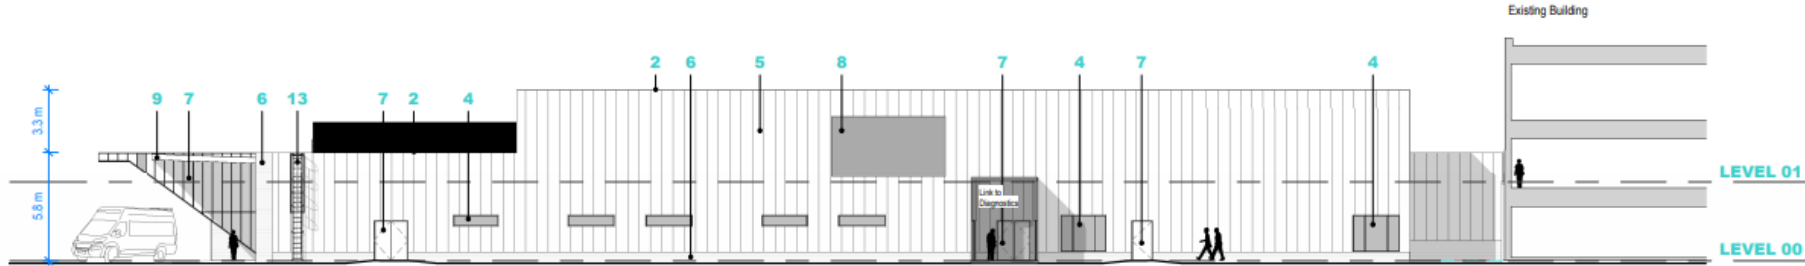 Existing Building
2 6 5 8 7 4 7 4
9 7 6 13 7 2 4
3.3 m
LEVEL 01
Link to
Diagnostics
5.8 m
LEVEL 00